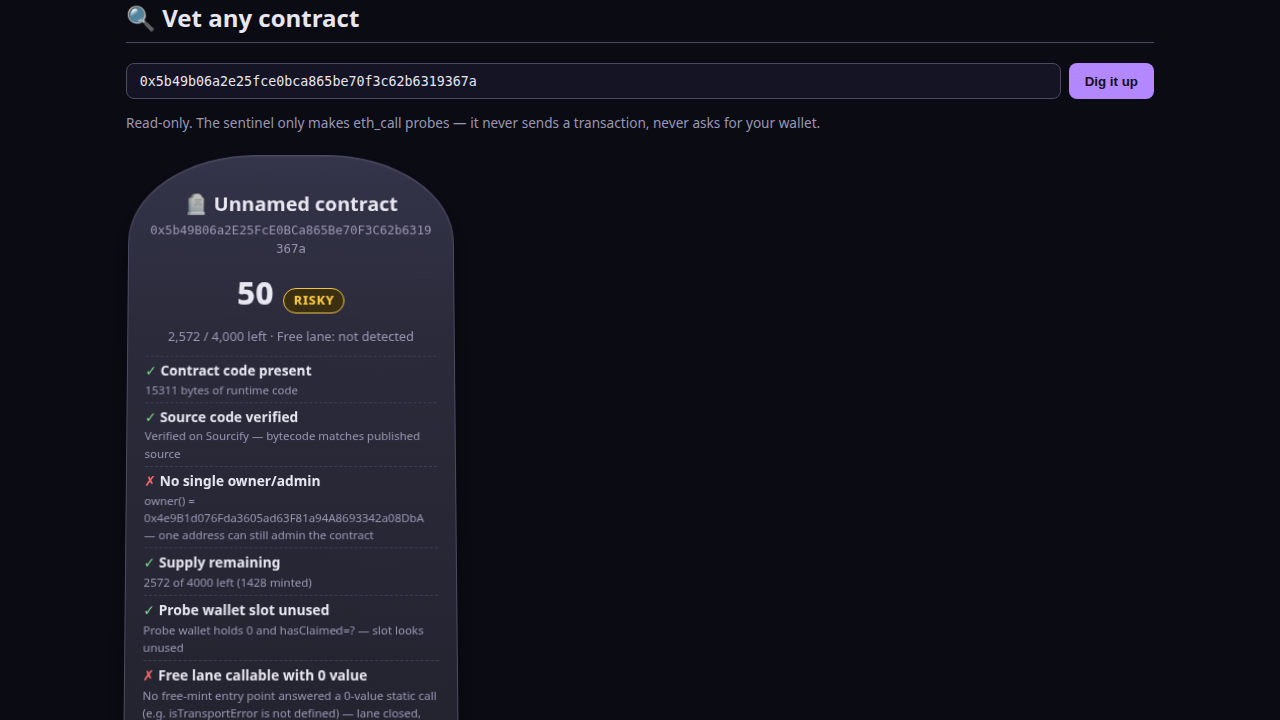 🔍 Vet any contract
0x5b49b06a2e25fce0bca865be70f3c62b6319367a
Dig it up
Read-only. The sentinel only makes eth_call probes — it never sends a transaction, never asks for your wallet.
🪦 Unnamed contract
0x5b49B06a2E25FcE0BCa865Be70F3C62b6319
367a
50 RISKY
2,572 / 4,000 left · Free lane: not detected
✓ Contract code present
15311 bytes of runtime code
✓ Source code verified
Verified on Sourcify — bytecode matches published
source
✗ No single owner/admin
owner() =
0x4e9B1d076Fda3605ad63F81a94A8693342a08DbA
— one address can still admin the contract
✓ Supply remaining
2572 of 4000 left (1428 minted)
✓ Probe wallet slot unused
Probe wallet holds 0 and hasClaimed=? — slot looks
unused
✗ Free lane callable with 0 value
No free-mint entry point answered a 0-value static call
(e.g. isTransportError is not defined) — lane closed,